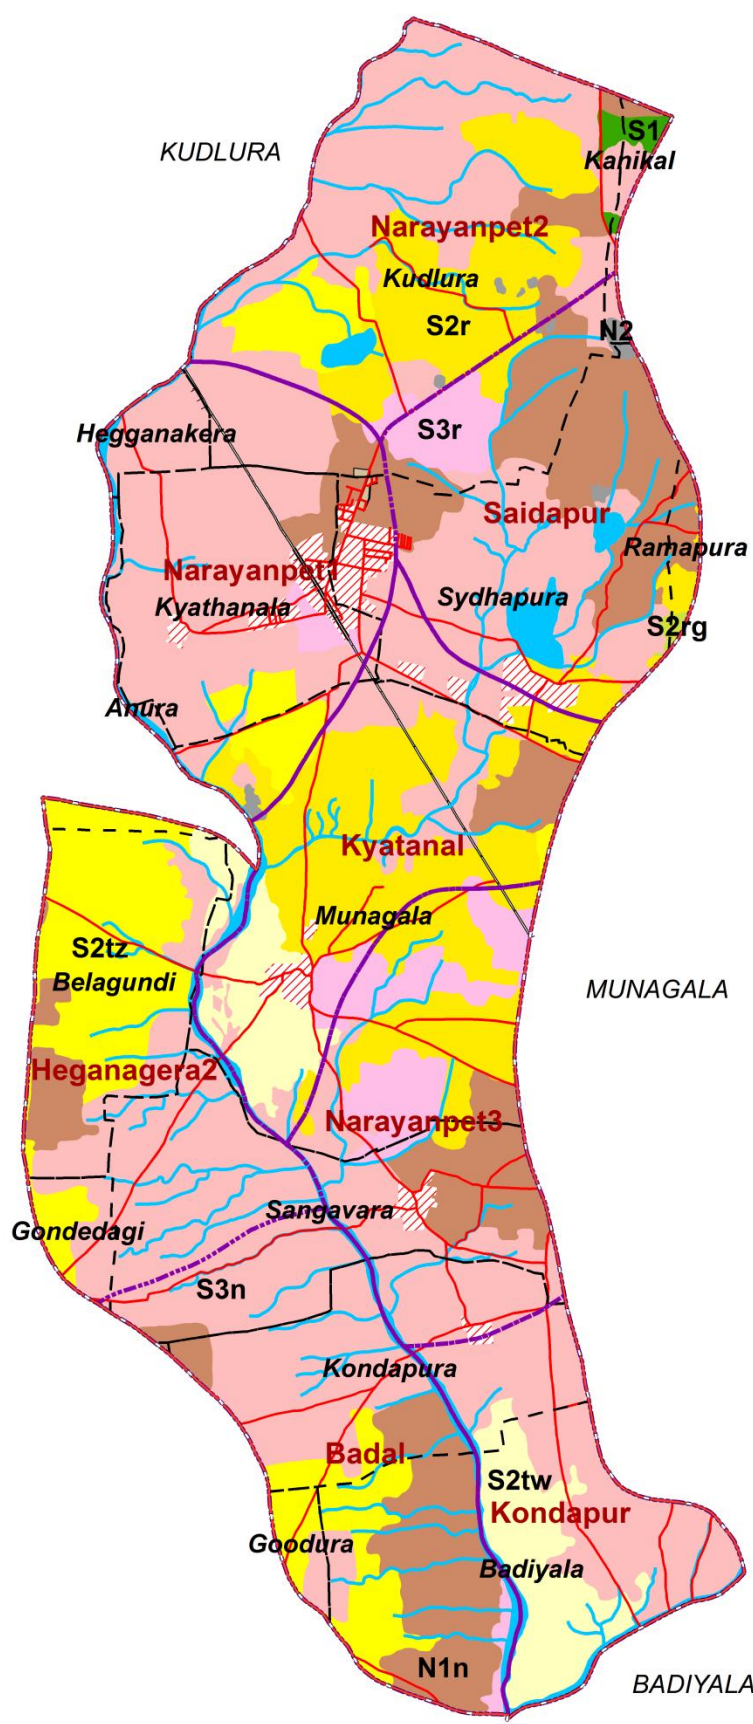 S1
Kanikal
KUDLURA
Narayanpet2
Kudlura
S2r
N2
S3r
Hegganakera
Saidapur
Ramapura
Narayanpet1
Kyathanala
Sydhapura
S2rg
Anura
Kyatanal
Munagala
S2tz
Belagundi
MUNAGALA
Heganagera2
Narayanpet3
Sangavara
Gondedagi
S3n
Kondapura
Badal
S2tw
Kondapur
Goodura
Badiyala
N1n
BADIYALA